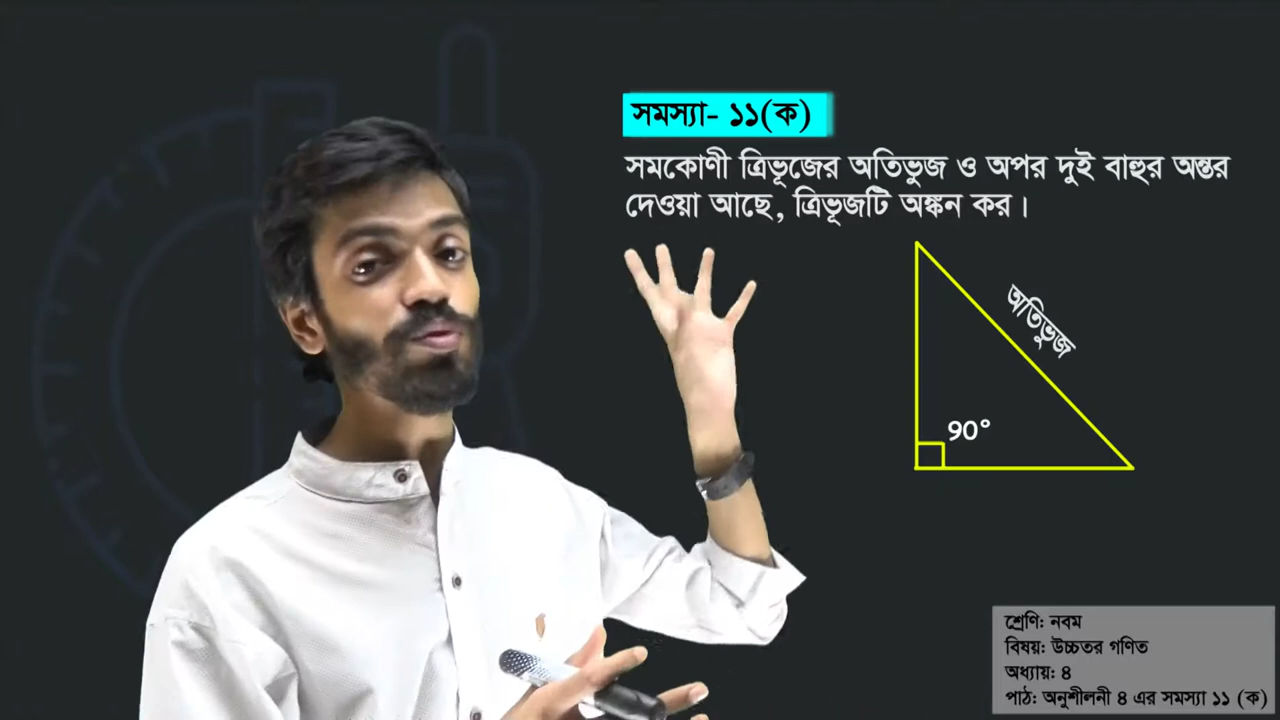 সমস্যা- ১১(ক)
সমকোণী ত্রিভূজের অতিভুজ ও অপর দুই বাহুর অন্তর
দেওয়া আছে, ত্রিভূজটি অঙ্কন কর।
অতিভুজ
90°
শ্রেণি: নবম
বিষয়: উচ্চতর গণিত
অধ্যায়: ৪
পাঠ: অনুশীলনী ৪ এর সমস্যা ১১ (ক)